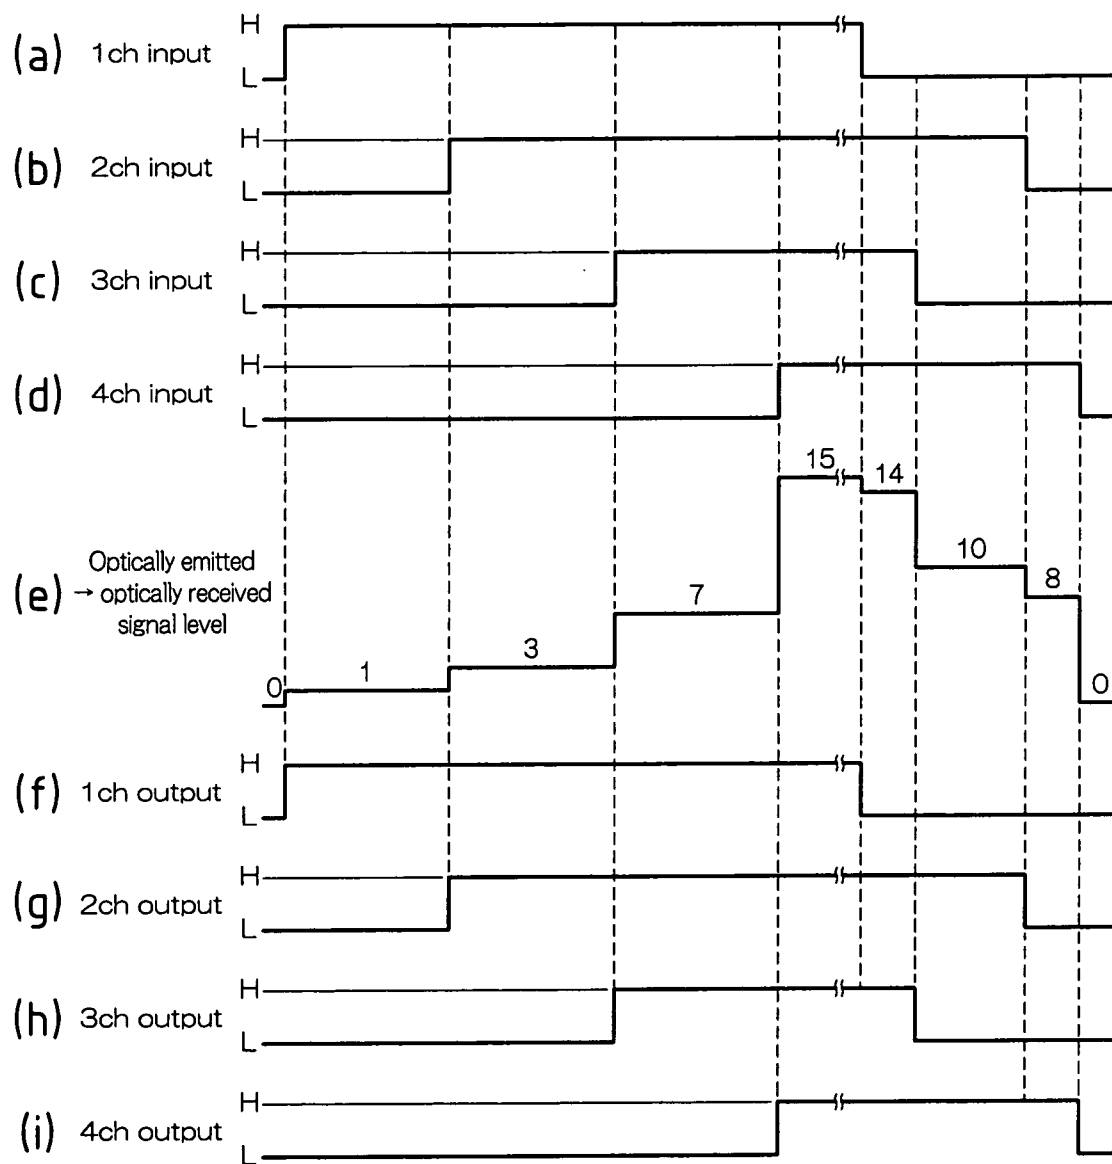 H
(a) 1ch input
L
H
(b) 2ch input
L
H
(c) 3ch input
L
H
(d) 4ch input
L
15
14
10
Optically emitted
8
(e) → optically received
7
signal level
3
1
0
0
H
(f) 1ch output
L
H
(g) 2ch output
L
H
(h) 3ch output
L
H
(i) 4ch output
L